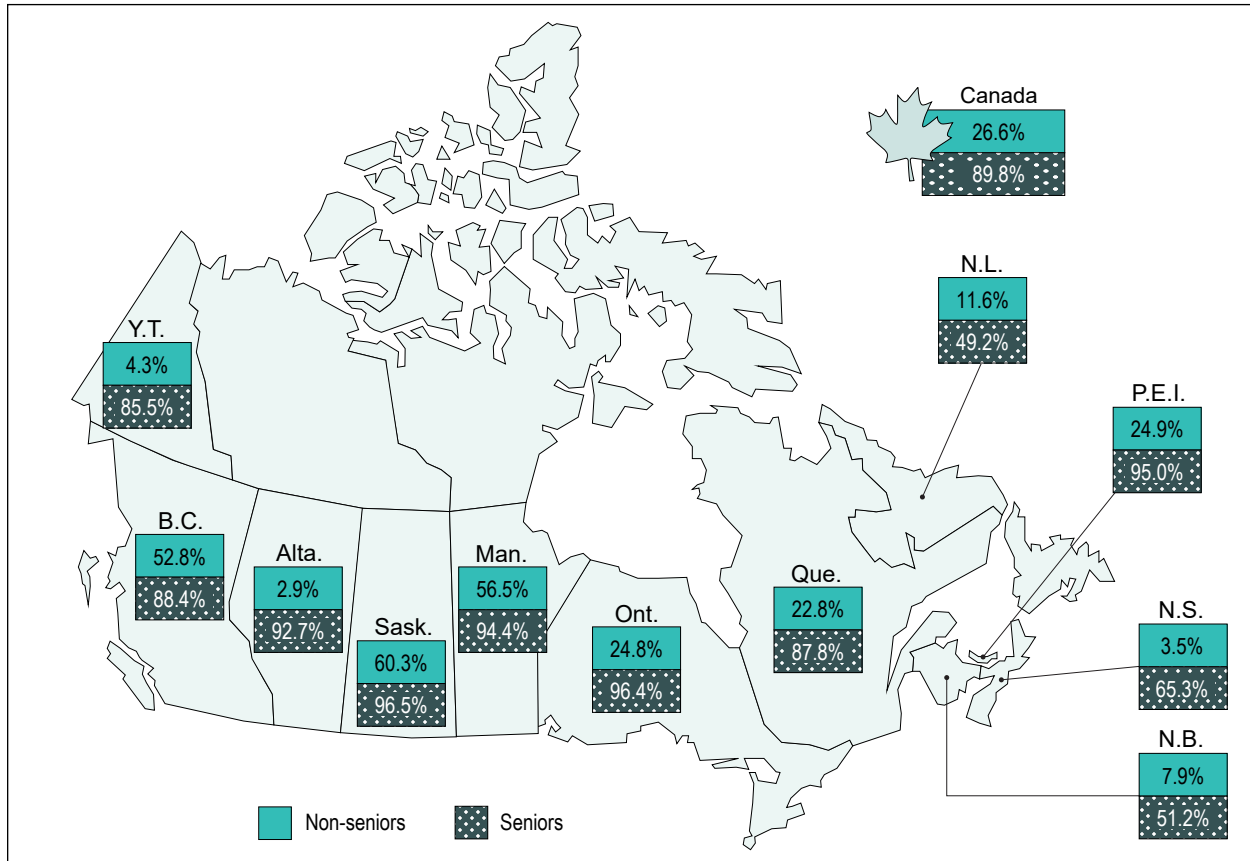 Canada
26.6%
89.8%
N.L.
11.6%
49.2%
Y.T.
4.3%
85.5%
P.E.I.
24.9%
95.0%
B.C.
52.8%
88.4%
Alta.
2.9%
92.7%
Sask.
60.3%
96.5%
Man.
56.5%
94.4%
Ont.
24.8%
96.4%
Que.
22.8%
87.8%
N.S.
3.5%
65.3%
N.B.
7.9%
51.2%
Non-seniors
Seniors